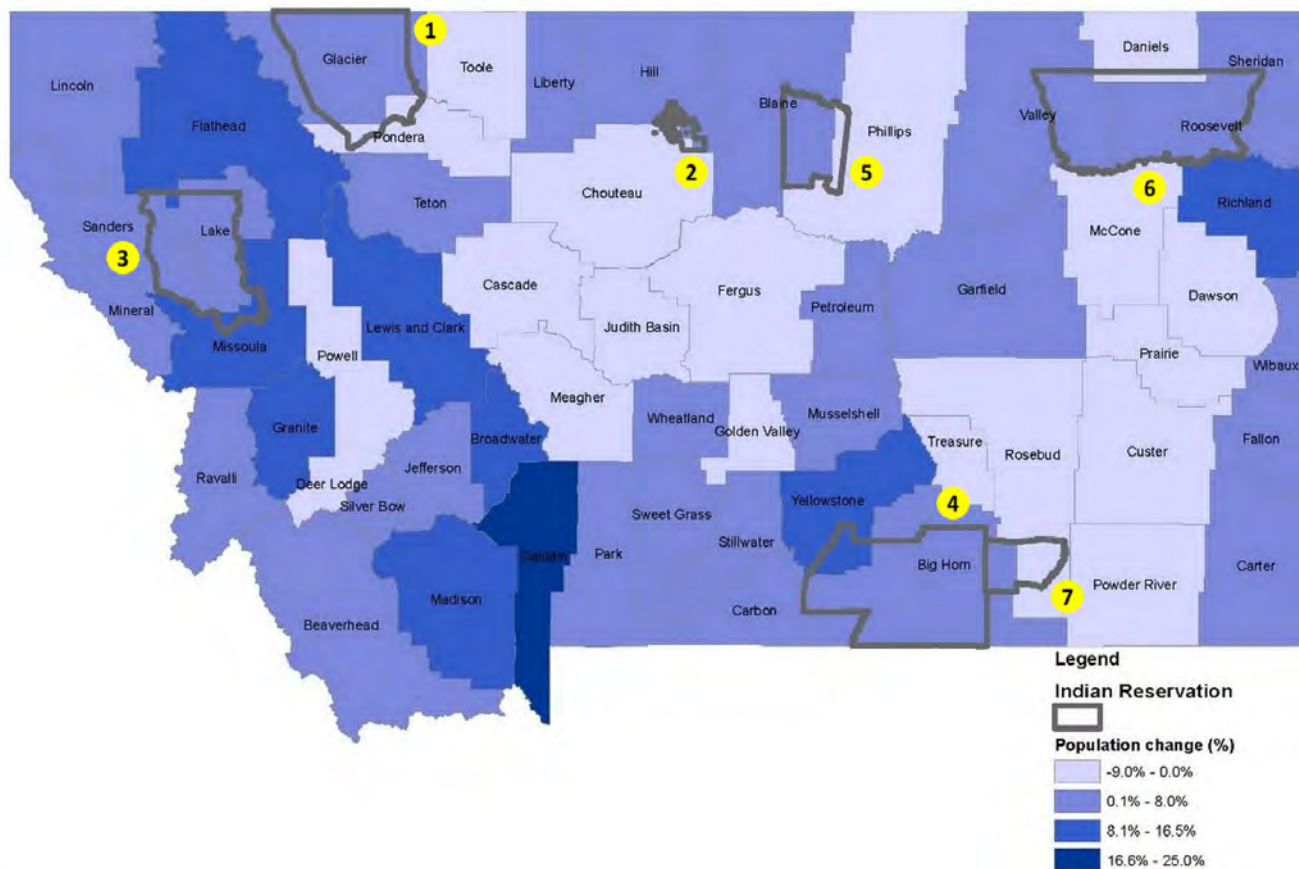 1
Daniels
Sheridan
Glacier
Toole
Hill
Lincoln
Liberty
Blaine
Valley
Flathead
Roosevelt
Pondera
Phillips
2
5
6
Chouteau
Teton
Richland
Sanders
Lake
McCone
3
Cascade
Fergus
Garfield
Dawson
Mineral
Petroleum
Lewis and Clark
Judith Basin
Missoula
Powell
Prairie
Wibaux
Meagher
Wheatland
Musselshell
Granite
Golden Valley
Broadwater
Treasure
Fallon
Jefferson
Rosebud
Custer
Ravalli
Deer Lodge
Yellowstone
4
Silver Bow
Sweet Grass
Stillwater
Gallatin
Park
Big Horn
Carter
Powder River
Madison
7
Carbon
Beaverhead
Legend
Indian Reservation
Population change (%)
-9.0% - 0.0%
0.1% - 8.0%
8.1% - 16.5%
16.6% - 25.0%